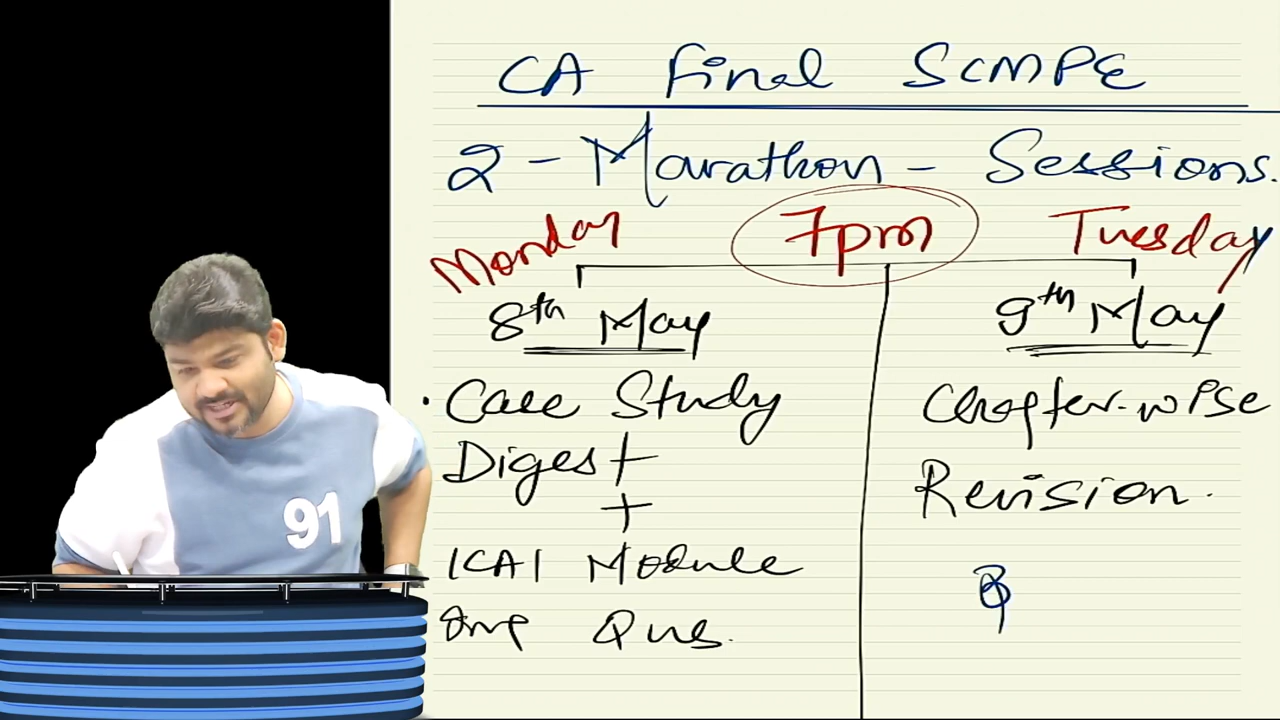 CA Final SCMPE
2 - Marathon - Sessions.
Monday 7pm Tuesday
8th May
Case Study
Digest
+
ICAI Module
Imp Qus.
9th May
Chapter-wise
Revision.
91